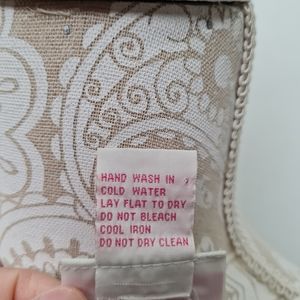 HAND WASH IN
COLD WATER
LAY FLAT TO DRY
DO NOT BLEACH
COOL IRON
DO NOT DRY CLEAN